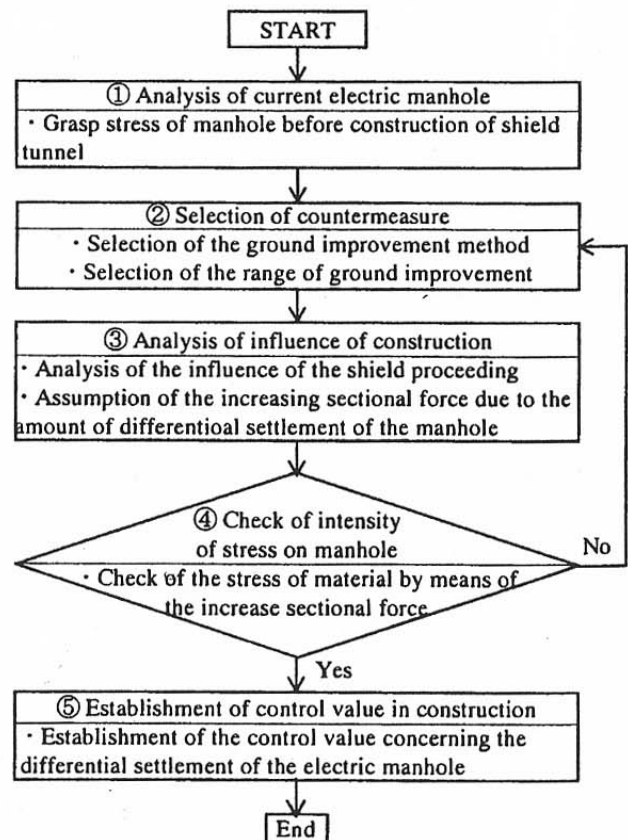 START
① Analysis of current electric manhole
・Grasp stress of manhole before construction of shield
tunnel
② Selection of countermeasure
・Selection of the ground improvement method
・Selection of the range of ground improvement
③ Analysis of influence of construction
・Analysis of the influence of the shield proceeding
・Assumption of the increasing sectional force due to the
amount of differentioal settlement of the manhole
④ Check of intensity
of stress on manhole
No
・Check of the stress of material by means of
the increase sectional force
Yes
⑤ Establishment of control value in construction
・Establishment of the control value concerning the
differential settlement of the electric manhole
End